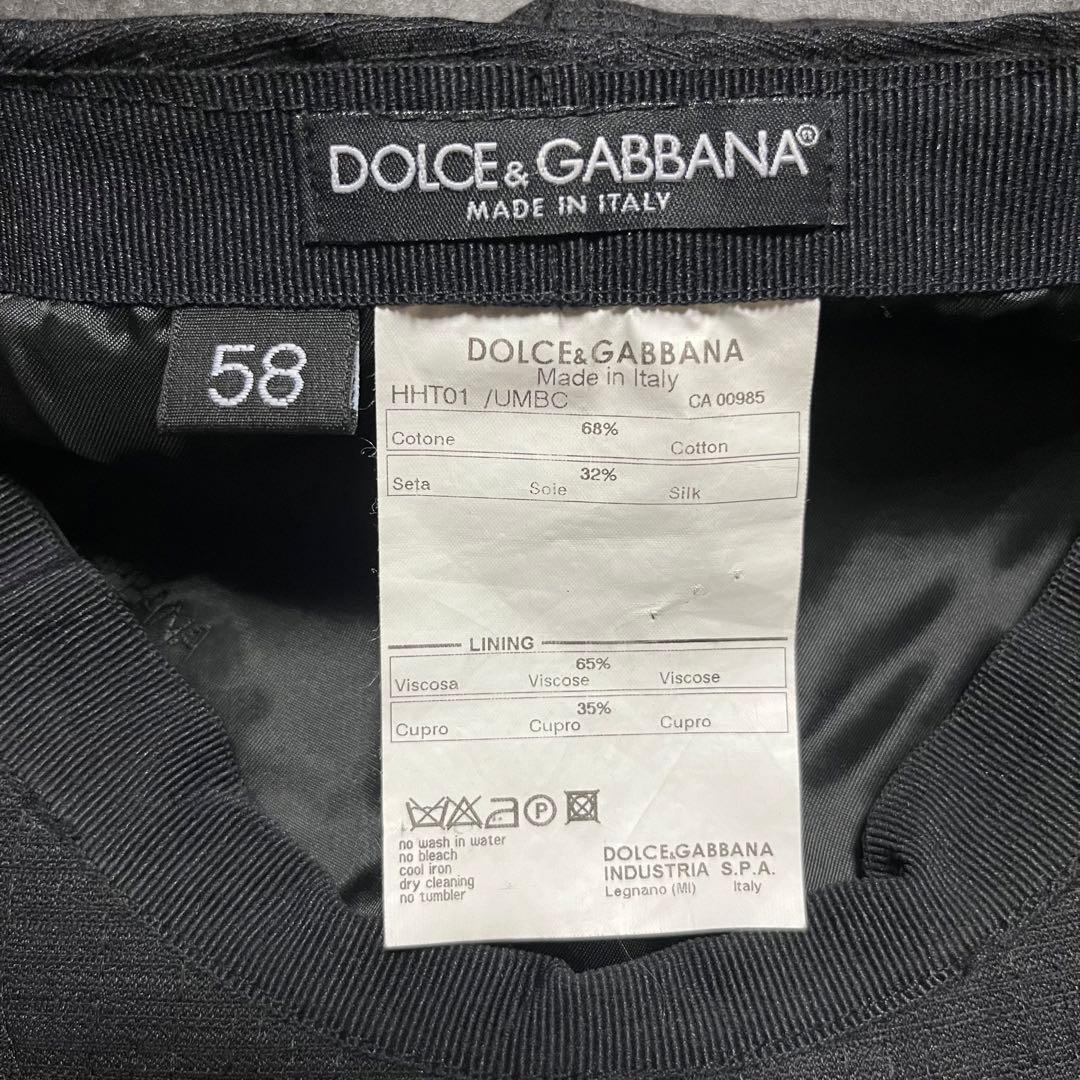 DOLCE&GABBANA®
MADE IN ITALY
58
DOLCE&GABBANA
Made in Italy
HHT01 /UMBC CA 00985
68%
Cotone Cotton
32%
Seta Soie Silk
LINING
65%
Viscosa Viscose Viscose
35%
Cupro Cupro Cupro
P
no wash in water
no bleach
cool iron
dry cleaning
no tumbler
DOLCE&GABBANA
INDUSTRIA S.P.A.
Legnano (MI) Italy